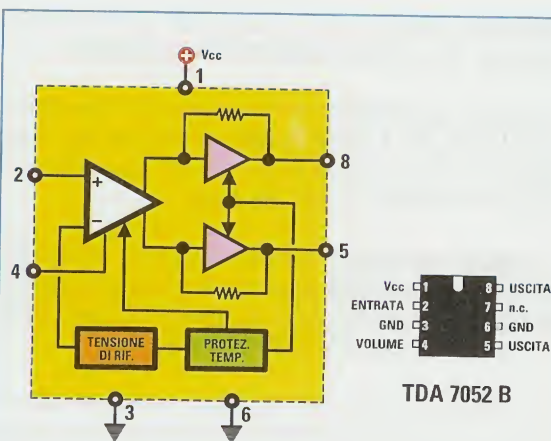 Vcc
1
2
+
−
4
8
5
TENSIONE
DI RIF.
PROTEZ.
TEMP.
3
6
Vcc 1 8 USCITA
ENTRATA 2 7 n.c.
GND 3 6 GND
VOLUME 4 5 USCITA
TDA 7052 B